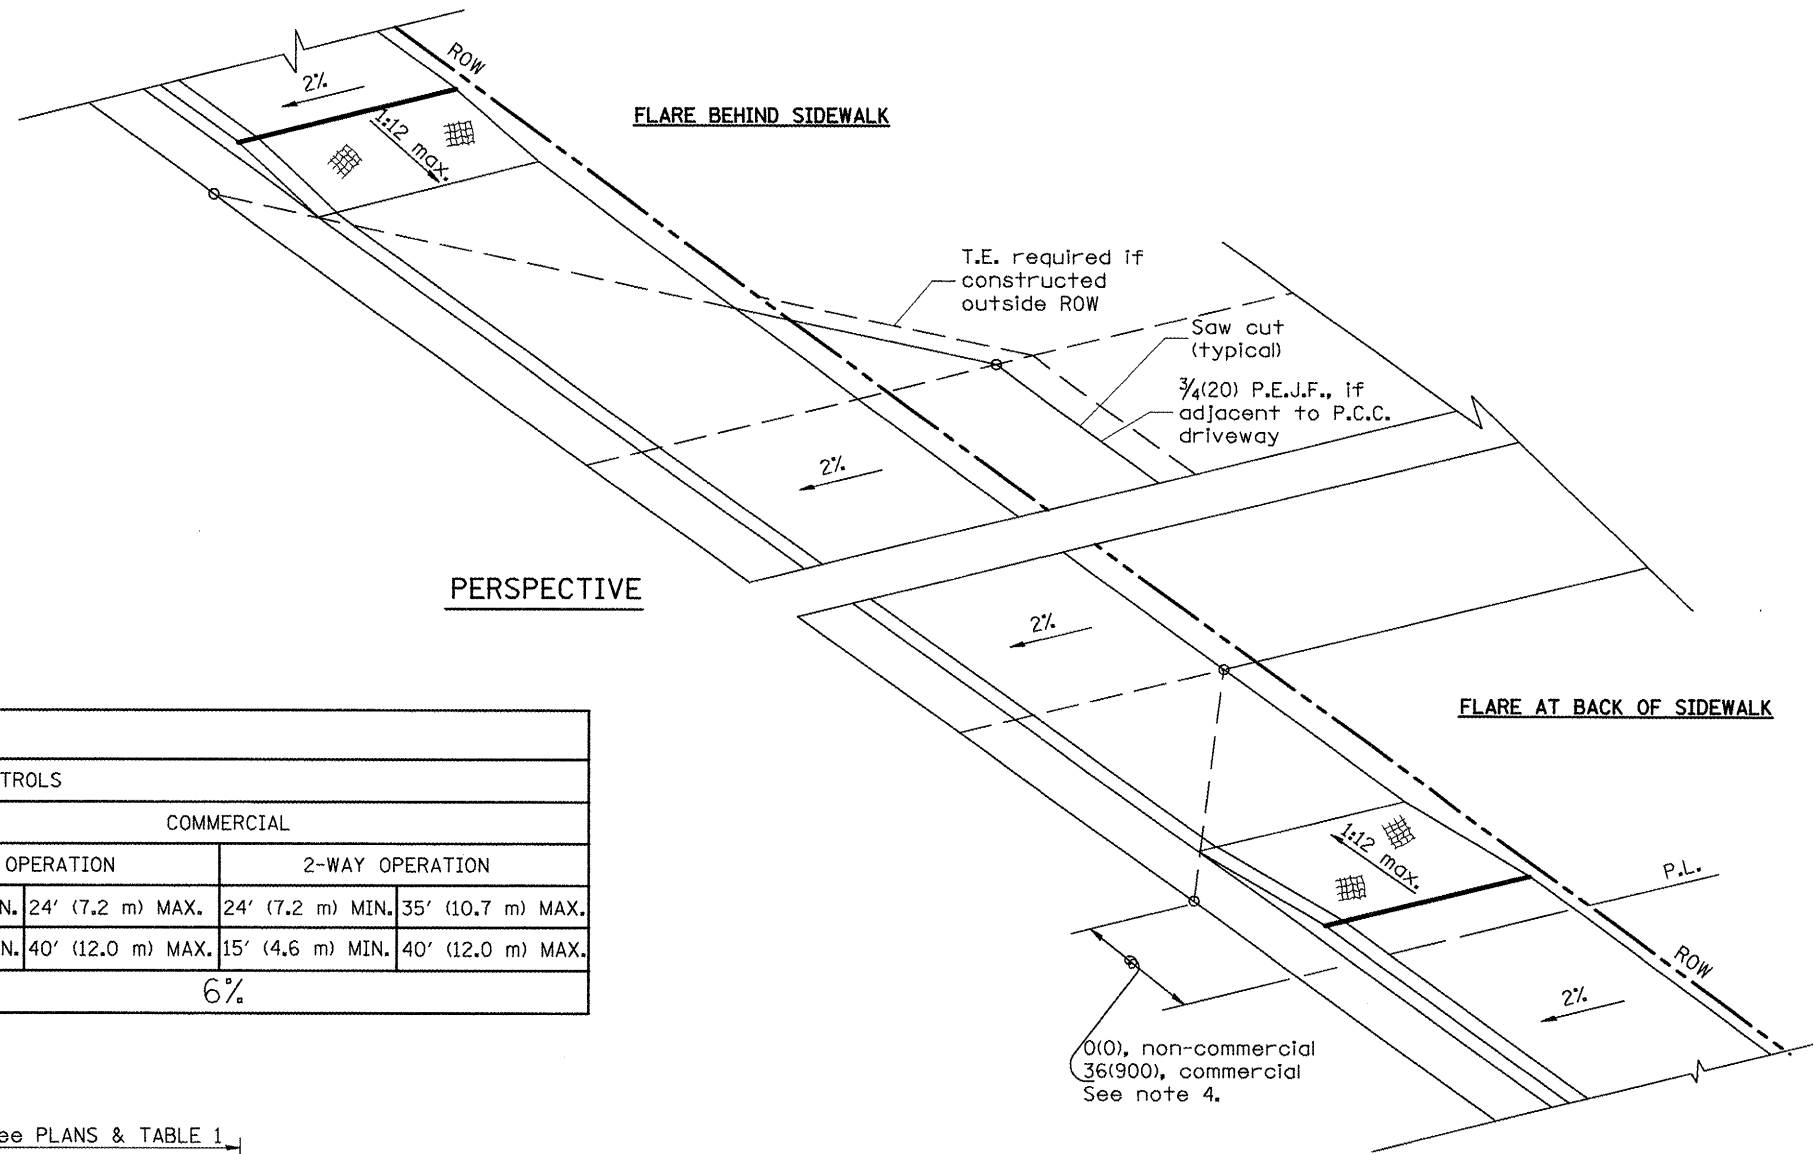 ROW
2%
FLARE BEHIND SIDEWALK
1:12 max.
T.E. required if
constructed
outside ROW
Saw cut
(typical)
3/4(20) P.E.J.F., if
adjacent to P.C.C.
driveway
2%
PERSPECTIVE
2%
FLARE AT BACK OF SIDEWALK
TROLS
COMMERCIAL
OPERATION
2-WAY OPERATION
N. 24' (7.2 m) MAX. 24' (7.2 m) MIN. 35' (10.7 m) MAX.
N. 40' (12.0 m) MAX. 15' (4.6 m) MIN. 40' (12.0 m) MAX.
6%
1:12 max.
P.L.
ROW
2%
0(0), non-commercial
36(900), commercial
See note 4.
ee PLANS & TABLE 1